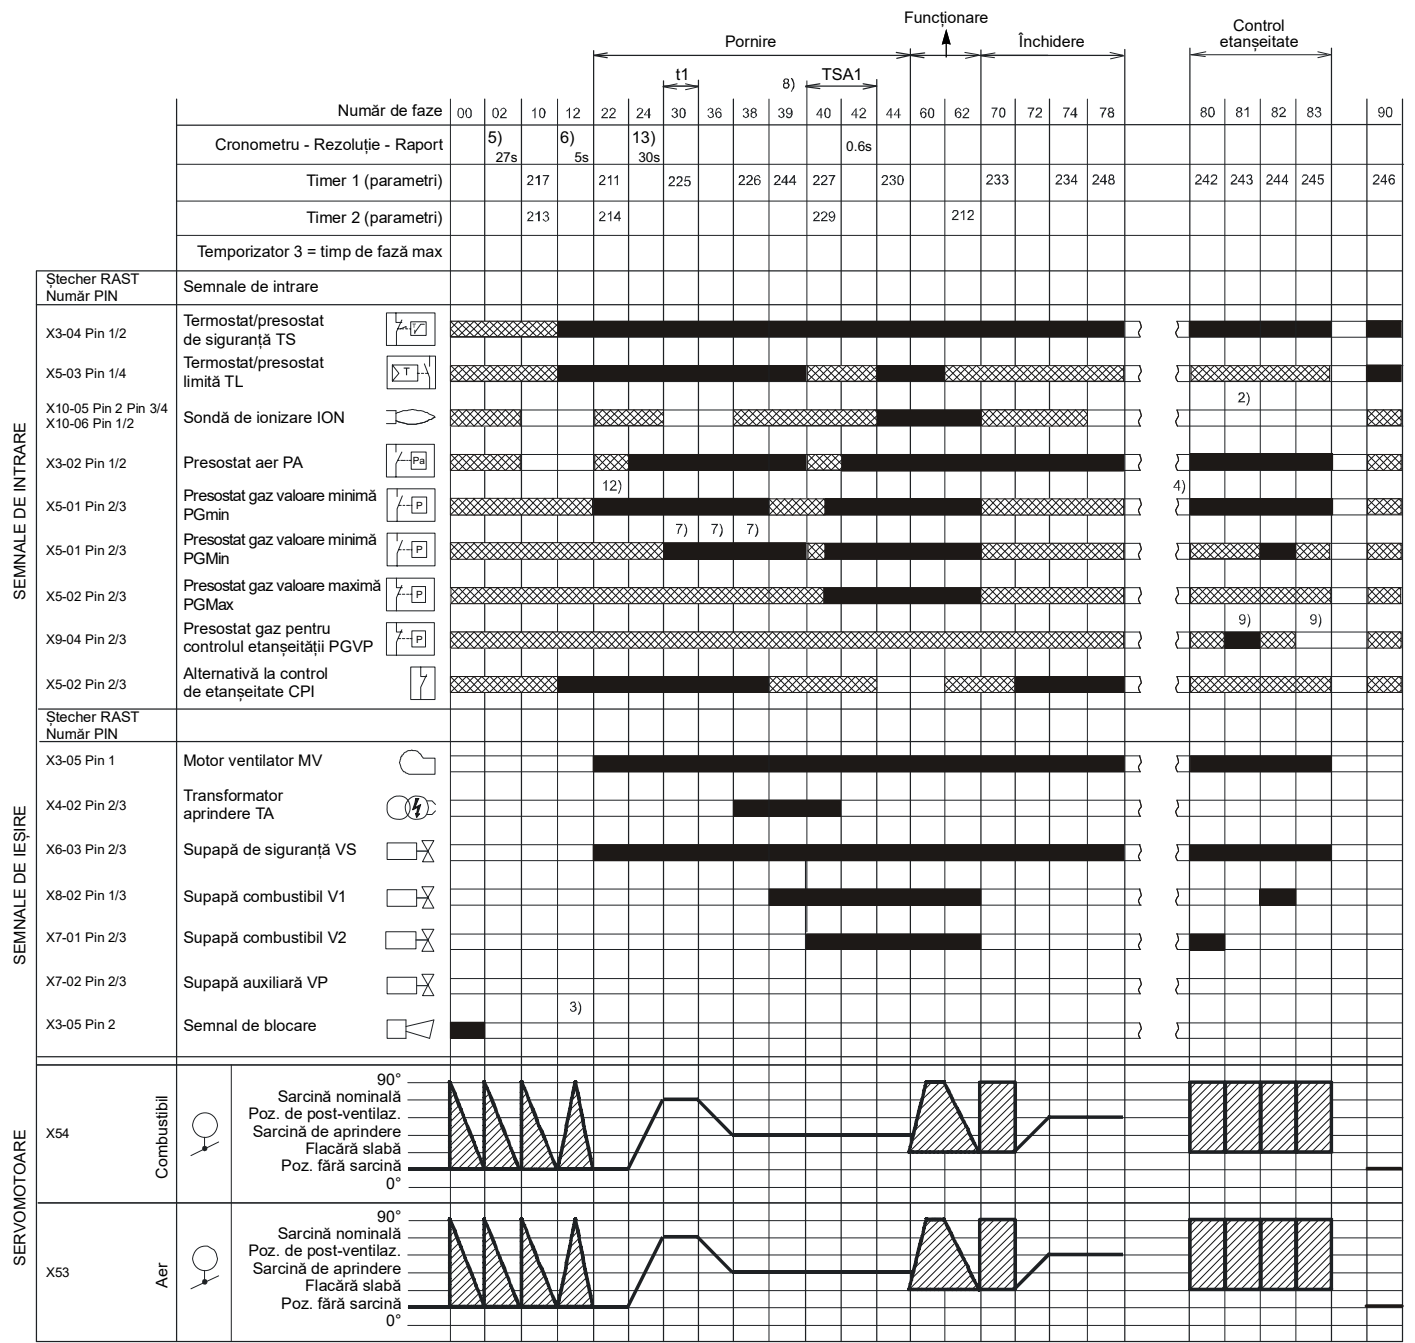 Funcționare
Pornire
Închidere
Control
etanșeitate
t1
8)
TSA1
Număr de faze 00 02 10 12 22 24 30 36 38 39 40 42 44 60 62 70 72 74 78 80 81 82 83 90
Cronometru - Rezoluție - Raport 5) 27s 6) 5s 13) 30s 0.6s
Timer 1 (parametri) 217 211 225 226 244 227 230 233 234 248 242 243 244 245 246
Timer 2 (parametri) 213 214 229 212
Temporizator 3 = timp de fază max
SEMNALE DE INTRARE
Ștecher RAST
Număr PIN
Semnale de intrare
X3-04 Pin 1/2
Termostat/presostat
de siguranță TS
X5-03 Pin 1/4
Termostat/presostat
limită TL
T
2)
X10-05 Pin 2 Pin 3/4
X10-06 Pin 1/2
Sondă de ionizare ION
X3-02 Pin 1/2
Presostat aer PA
Pa
12)
4)
X5-01 Pin 2/3
Presostat gaz valoare minimă
PGmin
P
7) 7) 7)
X5-01 Pin 2/3
Presostat gaz valoare minimă
PGMin
P
X5-02 Pin 2/3
Presostat gaz valoare maximă
PGMax
P
9) 9)
X9-04 Pin 2/3
Presostat gaz pentru
controlul etanșeității PGVP
P
X5-02 Pin 2/3
Alternativă la control
de etanșeitate CPI
SEMNALE DE IEȘIRE
Ștecher RAST
Număr PIN
X3-05 Pin 1
Motor ventilator MV
X4-02 Pin 2/3
Transformator
aprindere TA
X6-03 Pin 2/3
Supapă de siguranță VS
X8-02 Pin 1/3
Supapă combustibil V1
X7-01 Pin 2/3
Supapă combustibil V2
X7-02 Pin 2/3
Supapă auxiliară VP
3)
X3-05 Pin 2
Semnal de blocare
SERVOMOTOARE
X54
Combustibil
90°
Sarcină nominală
Poz. de post-ventilaz.
Sarcină de aprindere
Flacără slabă
Poz. fără sarcină
0°
X53
Aer
90°
Sarcină nominală
Poz. de post-ventilaz.
Sarcină de aprindere
Flacără slabă
Poz. fără sarcină
0°